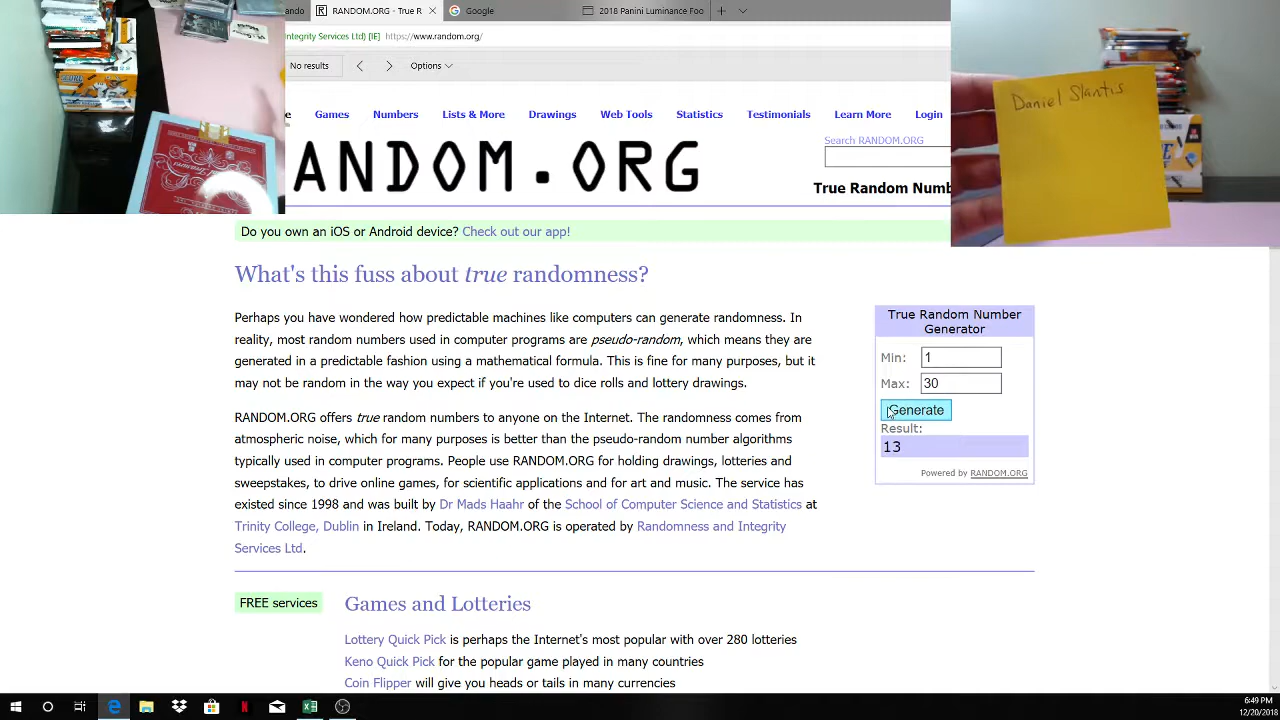 RANDOM.ORG - True R
Googl
2018 Panini Luminance Foo
tegrity Services Ltd) [IE] https://www.random.org/
No results
Options
Games Numbers Lists & More Drawings Web Tools Statistics Testimonials Learn More Login
Search RANDOM.ORG
ANDOM.ORG
True Random Numb
Daniel Slantis
Do you own an iOS or Android device? Check out our app!
What's this fuss about true randomness?
Perhaps you have wondered how predictable machines like computers can generate randomness. In
reality, most random numbers used in computer programs are pseudo-random, which means they are
generated in a predictable fashion using a mathematical formula. This is fine for many purposes, but it
may not be random in the way you expect if you're used to dice rolls and lottery drawings.
RANDOM.ORG offers true random numbers to anyone on the Internet. The randomness comes from
atmospheric noise, which for many purposes is better than the pseudo-random number algorithms
typically used in computer programs. People use RANDOM.ORG for holding drawings, lotteries and
sweepstakes, to drive online games, for scientific applications and for art and music. The service has
existed since 1998 and was built by Dr Mads Haahr of the School of Computer Science and Statistics at
Trinity College, Dublin in Ireland. Today, RANDOM.ORG is operated by Randomness and Integrity
Services Ltd.
True Random Number
Generator
Min: 1
Max: 30
Generate
Result:
13
Powered by RANDOM.ORG
FREE services
Games and Lotteries
Lottery Quick Pick is perhaps the Internet's most popular with over 280 lotteries
Keno Quick Pick for the popular game played in many countries
Coin Flipper will give you heads or tails in many currencies
6:49 PM
12/20/2018